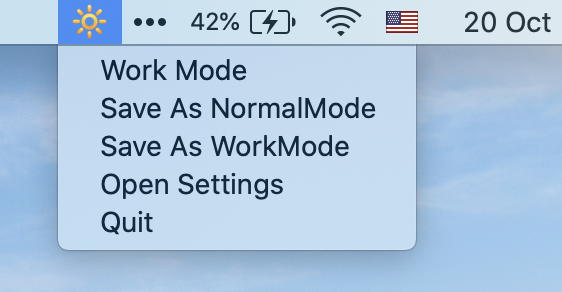 42% 20 Oct
Work Mode
Save As NormalMode
Save As WorkMode
Open Settings
Quit